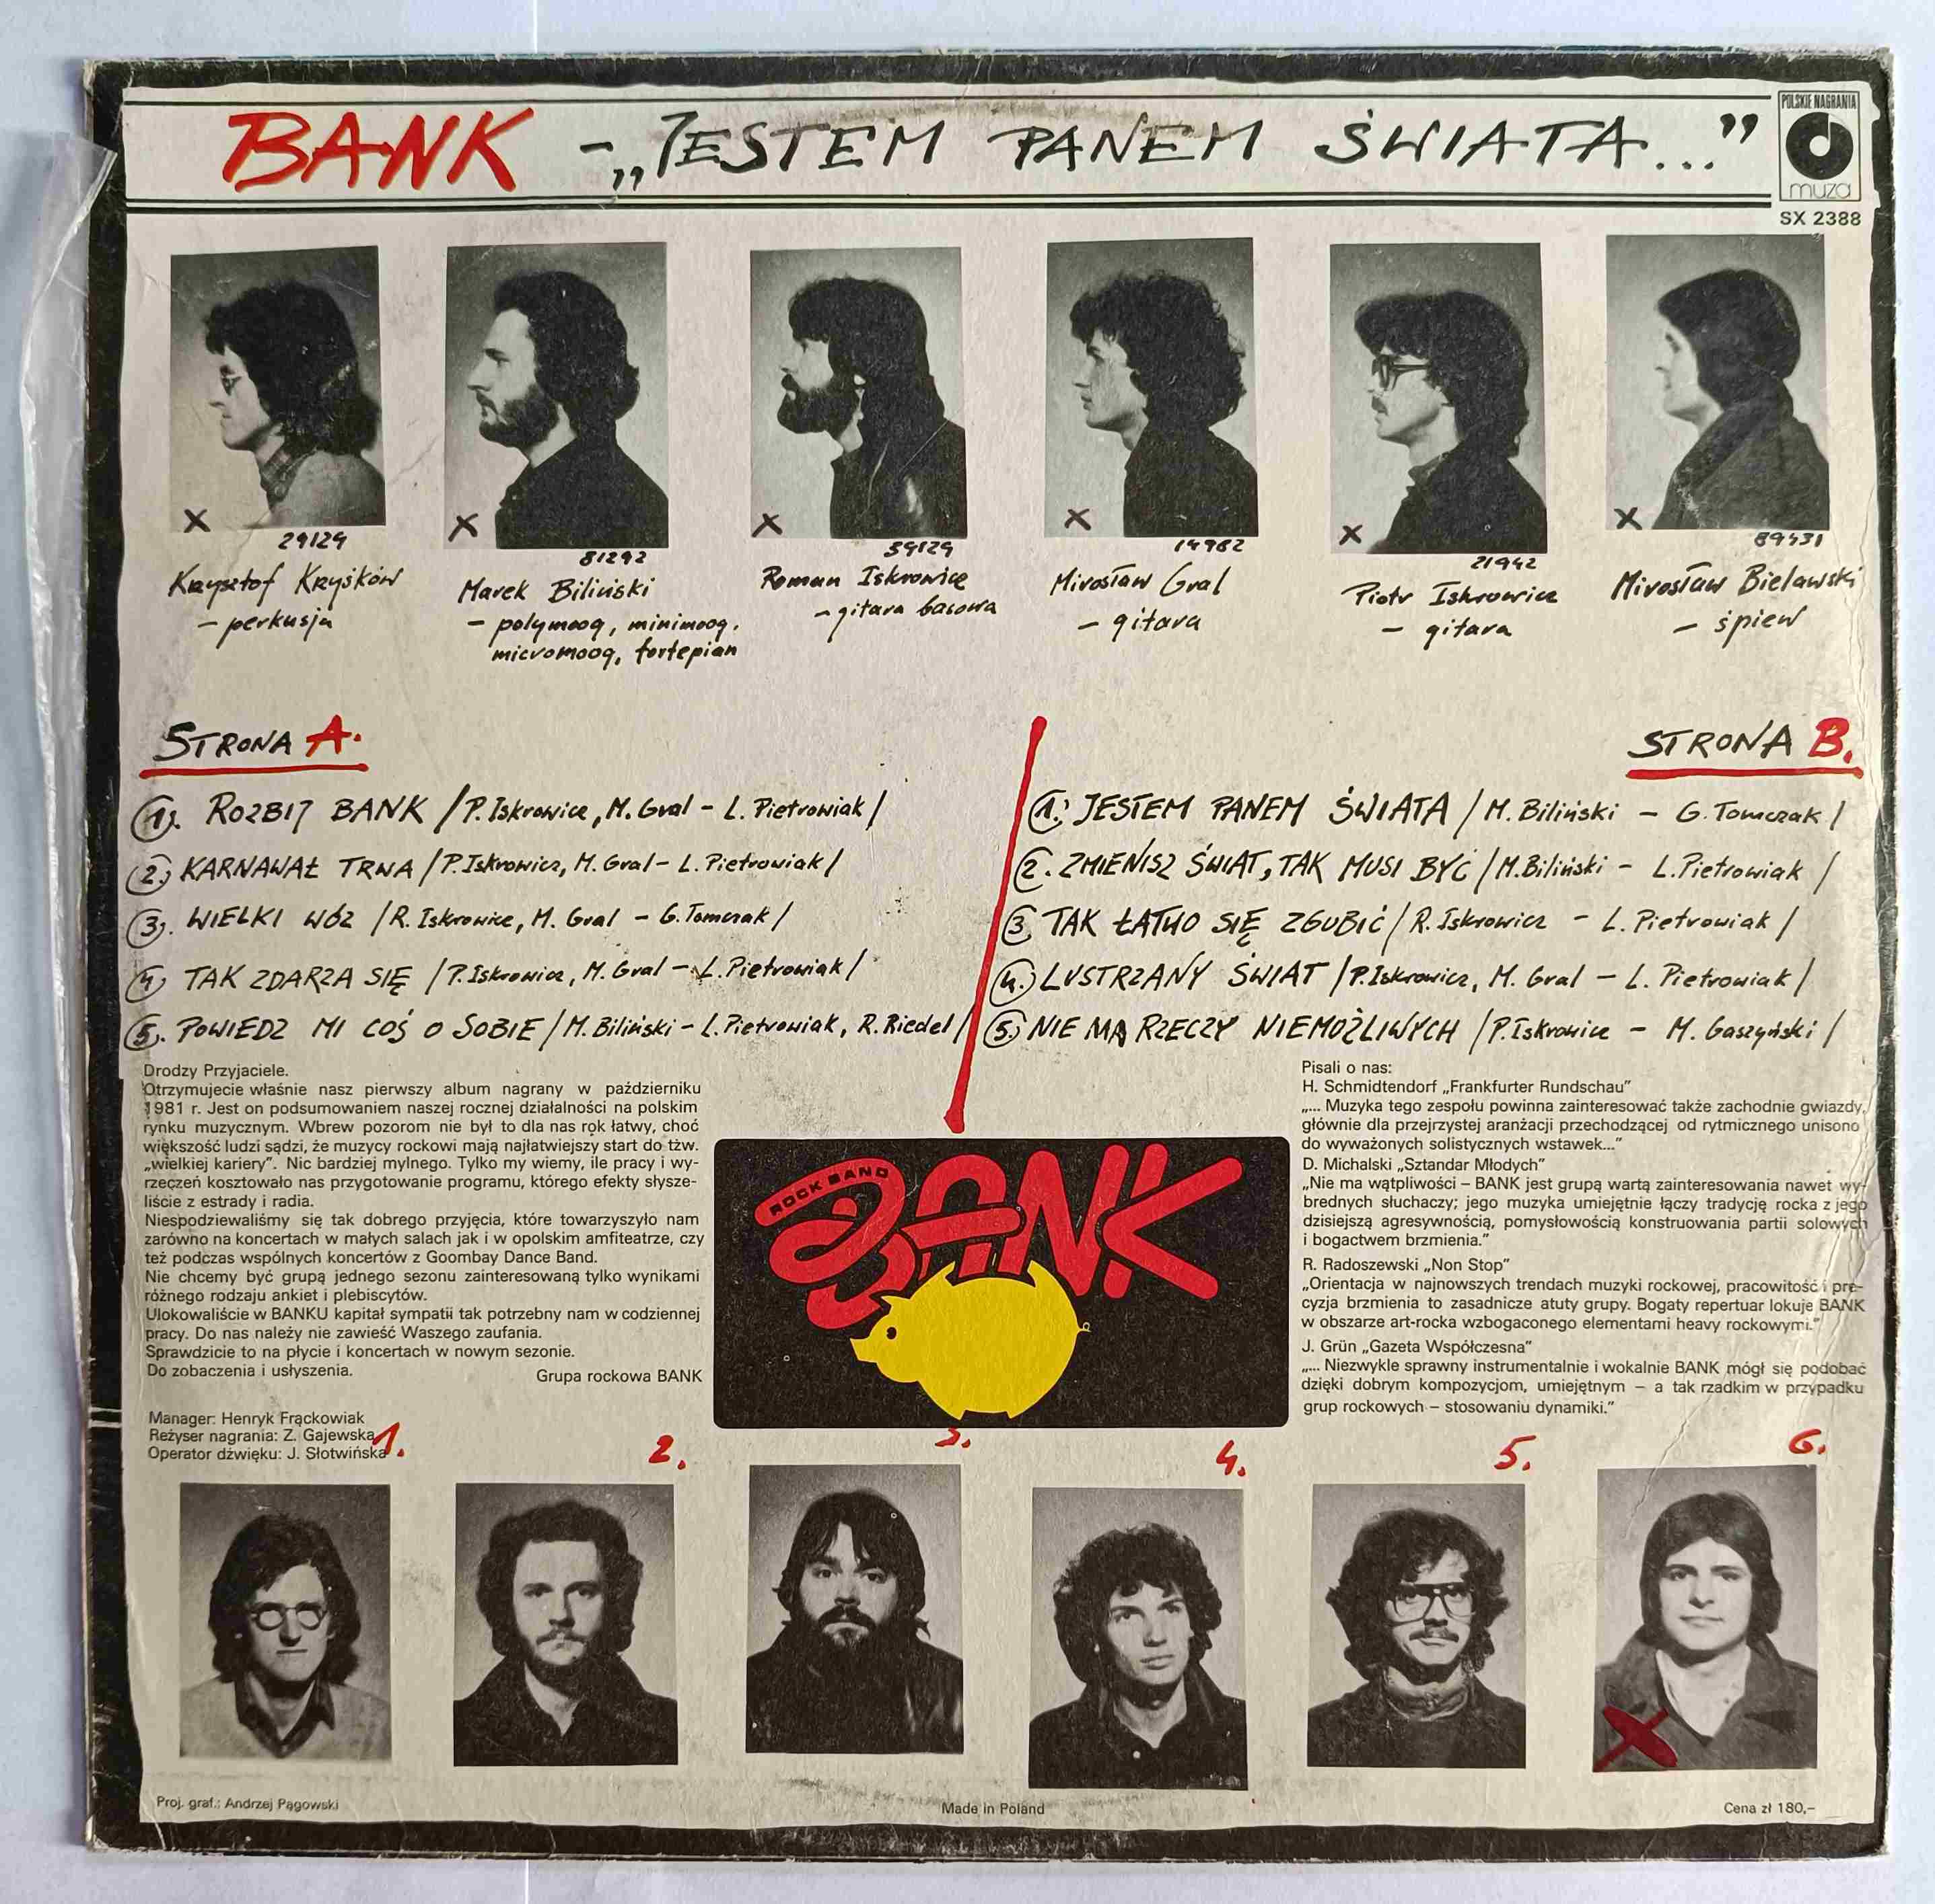 BANK – „JESTEM PANEM ŚWIATA..."
POLSKIE NAGRANIA
muza
SX 2388
29129
Krzysztof Kryśków
– perkusja
81292
Marek Biliński
– polymoog, minimoog,
micromoog, fortepian
59129
Roman Iskrowicz
– gitara basowa
14982
Mirosław Gral
– gitara
21942
Piotr Iskrowicz
– gitara
89431
Mirosław Bielawski
– śpiew
STRONA A.
1. ROZBIJ BANK /P. Iskrowicz, M. Gral – L. Pietrowiak/
2. KARNAWAŁ TRWA /P. Iskrowicz, M. Gral – L. Pietrowiak/
3. WIELKI WÓZ /R. Iskrowicz, M. Gral – G. Tomczak/
4. TAK ZDARZA SIĘ /P. Iskrowicz, M. Gral – L. Pietrowiak/
5. POWIEDZ MI COŚ O SOBIE /M. Biliński – L. Pietrowiak, R. Riedel/
STRONA B.
1. JESTEM PANEM ŚWIATA /M. Biliński – G. Tomczak/
2. ZMIENISZ ŚWIAT, TAK MUSI BYĆ /M. Biliński – L. Pietrowiak/
3. TAK ŁATWO SIĘ ZGUBIĆ /R. Iskrowicz – L. Pietrowiak/
4. LUSTRZANY ŚWIAT /P. Iskrowicz, M. Gral – L. Pietrowiak/
5. NIE MA RZECZY NIEMOŻLIWYCH /P. Iskrowicz – M. Gaszyński/
Drodzy Przyjaciele.
Otrzymujecie właśnie nasz pierwszy album nagrany w październiku
1981 r. Jest on podsumowaniem naszej rocznej działalności na polskim
rynku muzycznym. Wbrew pozorom nie był to dla nas rok łatwy, choć
większość ludzi sądzi, że muzycy rockowi mają najłatwiejszy start do tzw.
„wielkiej kariery". Nic bardziej mylnego. Tylko my wiemy, ile pracy i wy-
rzeczeń kosztowało nas przygotowanie programu, którego efekty słysze-
liście z estrady i radia.
Niespodziewaliśmy się tak dobrego przyjęcia, które towarzyszyło nam
zarówno na koncertach w małych salach jak i w opolskim amfiteatrze, czy
też podczas wspólnych koncertów z Goombay Dance Band.
Nie chcemy być grupą jednego sezonu zainteresowaną tylko wynikami
różnego rodzaju ankiet i plebiscytów.
Ulokowaliście w BANKU kapitał sympatii tak potrzebny nam w codziennej
pracy. Do nas należy nie zawieść Waszego zaufania.
Sprawdzicie to na płycie i koncertach w nowym sezonie.
Do zobaczenia i usłyszenia.
Grupa rockowa BANK
Manager: Henryk Frąckowiak
Reżyser nagrania: Z. Gajewska
Operator dźwięku: J. Słotwińska
ROCK BAND
BANK
Pisali o nas:
H. Schmidtendorf „Frankfurter Rundschau"
„... Muzyka tego zespołu powinna zainteresować także zachodnie gwiazdy,
głównie dla przejrzystej aranżacji przechodzącej od rytmicznego unisono
do wyważonych solistycznych wstawek..."
D. Michalski „Sztandar Młodych"
„Nie ma wątpliwości – BANK jest grupą wartą zainteresowania nawet wy-
brednych słuchaczy; jego muzyka umiejętnie łączy tradycję rocka z jego
dzisiejszą agresywnością, pomysłowością konstruowania partii solowych
i bogactwem brzmienia."
R. Radoszewski „Non Stop"
„Orientacja w najnowszych trendach muzyki rockowej, pracowitość i pre-
cyzja brzmienia to zasadnicze atuty grupy. Bogaty repertuar lokuje BANK
w obszarze art-rocka wzbogaconego elementami heavy rockowymi."
J. Grün „Gazeta Współczesna"
„... Niezwykle sprawny instrumentalnie i wokalnie BANK mógł się podobać
dzięki dobrym kompozycjom, umiejętnym – a tak rzadkim w przypadku
grup rockowych – stosowaniu dynamiki."
1.
2.
3.
4.
5.
6.
Proj. graf.: Andrzej Pągowski
Made in Poland
Cena zł 180,–